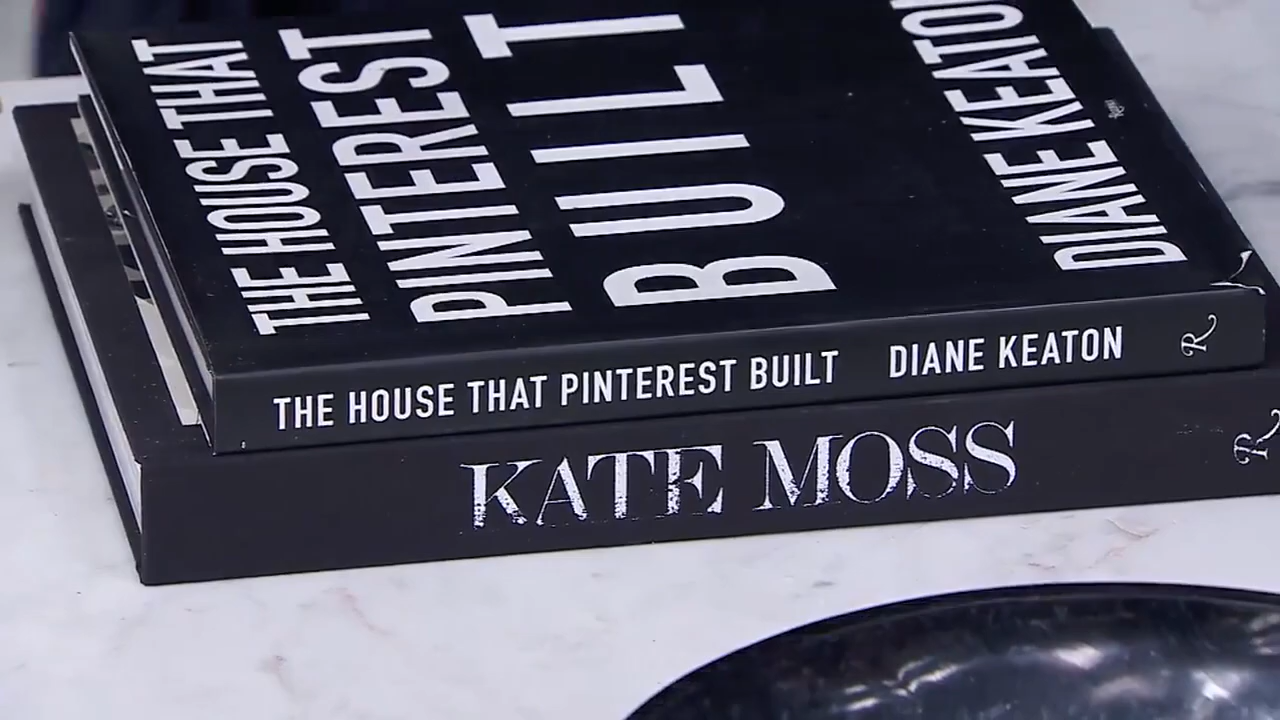 THE HOUSE THAT
PINTEREST
BUILT
DIANE KEATON
THE HOUSE THAT PINTEREST BUILT DIANE KEATON R
KATE MOSS R